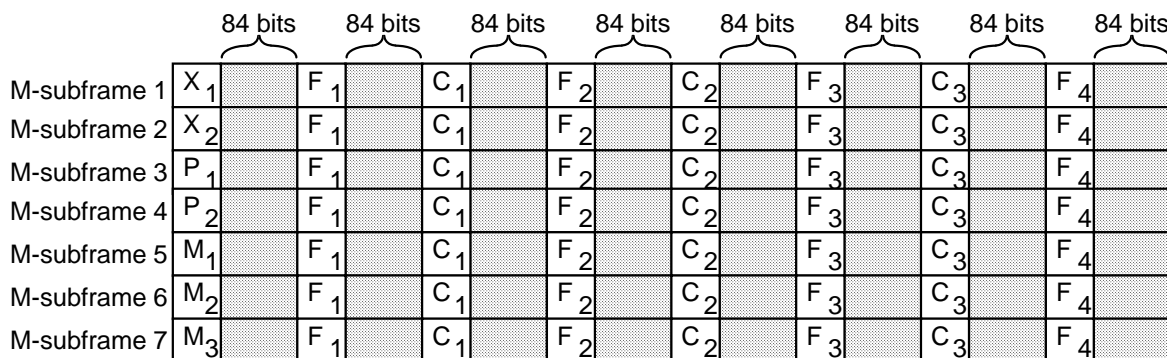 84 bits 84 bits 84 bits 84 bits 84 bits 84 bits 84 bits 84 bits
M-subframe 1 X1 F1 C1 F2 C2 F3 C3 F4
M-subframe 2 X2 F1 C1 F2 C2 F3 C3 F4
M-subframe 3 P1 F1 C1 F2 C2 F3 C3 F4
M-subframe 4 P2 F1 C1 F2 C2 F3 C3 F4
M-subframe 5 M1 F1 C1 F2 C2 F3 C3 F4
M-subframe 6 M2 F1 C1 F2 C2 F3 C3 F4
M-subframe 7 M3 F1 C1 F2 C2 F3 C3 F4